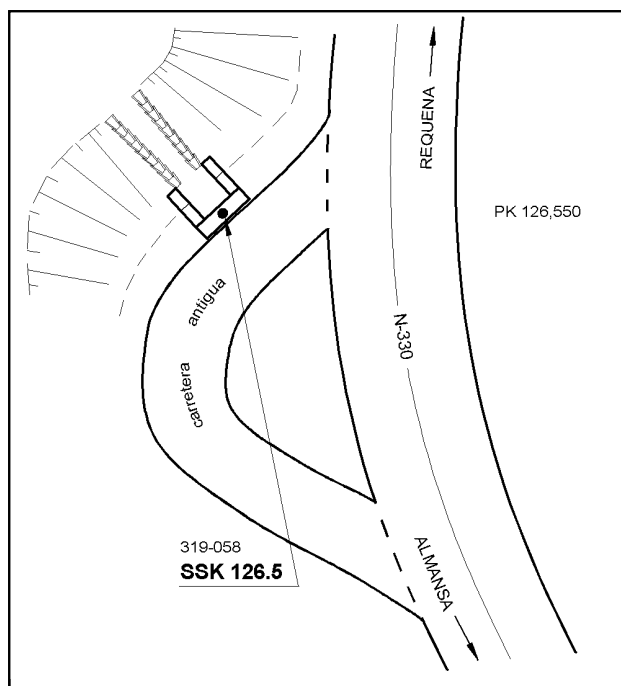 REQUENA
PK 126,550
antigua
carretera
N-330
319-058
SSK 126.5
ALMANSA